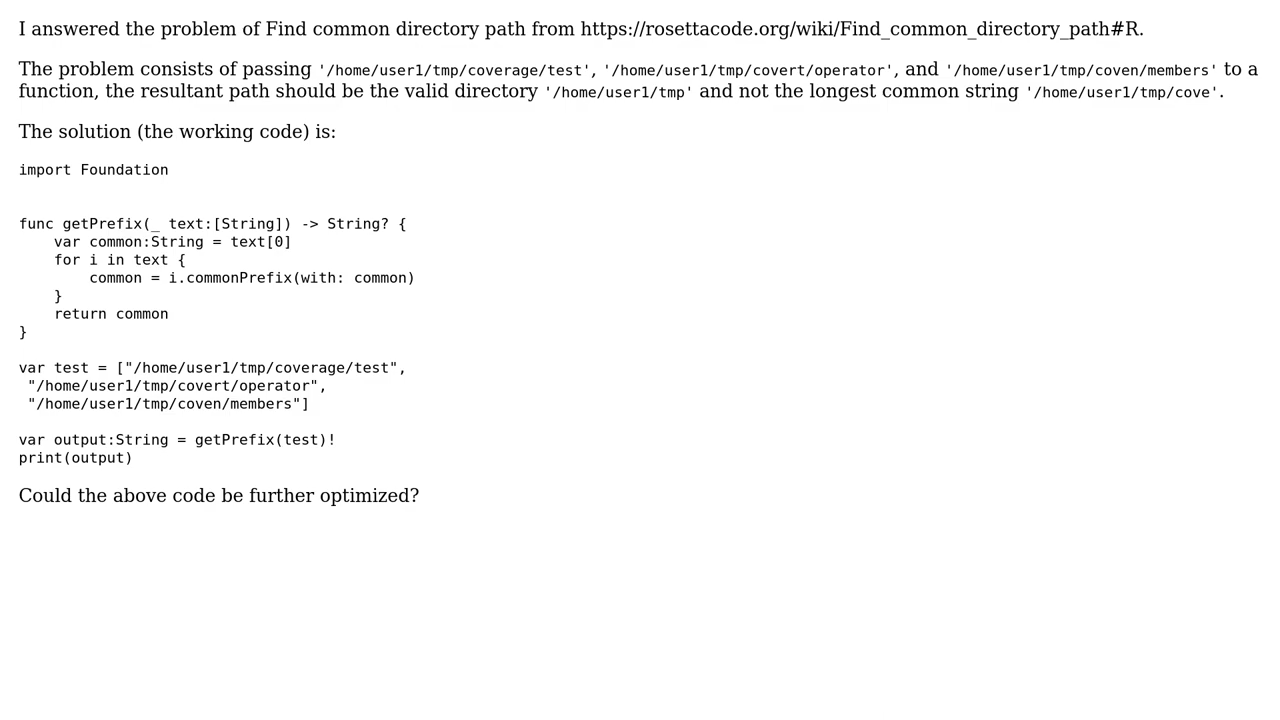 I answered the problem of Find common directory path from https://rosettacode.org/wiki/Find_common_directory_path#R.
The problem consists of passing '/home/user1/tmp/coverage/test', '/home/user1/tmp/covert/operator', and '/home/user1/tmp/coven/members' to a
function, the resultant path should be the valid directory '/home/user1/tmp' and not the longest common string '/home/user1/tmp/cove'.
The solution (the working code) is:
import Foundation
func getPrefix(_ text:[String]) -> String? {
    var common:String = text[0]
    for i in text {
        common = i.commonPrefix(with: common)
    }
    return common
}
var test = ["/home/user1/tmp/coverage/test",
 "/home/user1/tmp/covert/operator",
 "/home/user1/tmp/coven/members"]
var output:String = getPrefix(test)!
print(output)
Could the above code be further optimized?